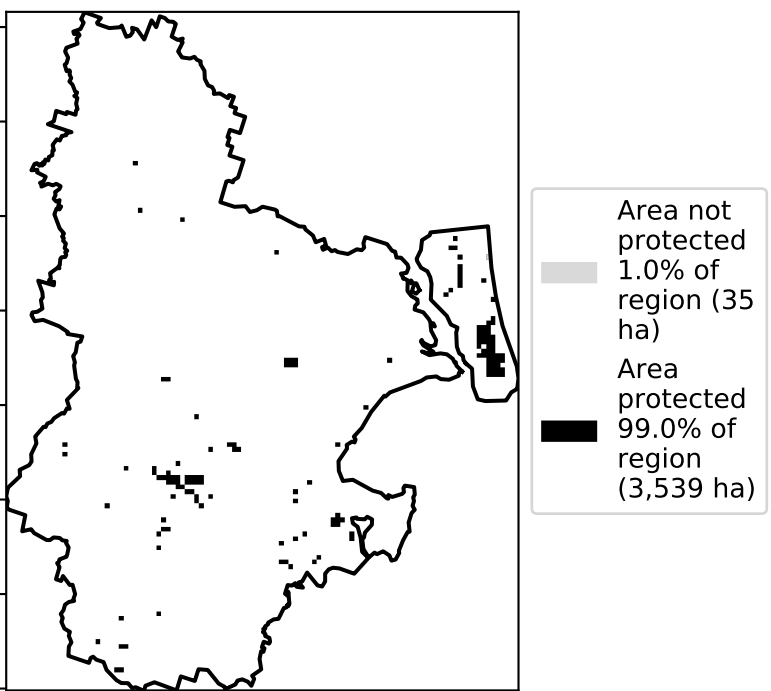 Area not
protected
1.0% of
region (35
ha)
Area
protected
99.0% of
region
(3,539 ha)